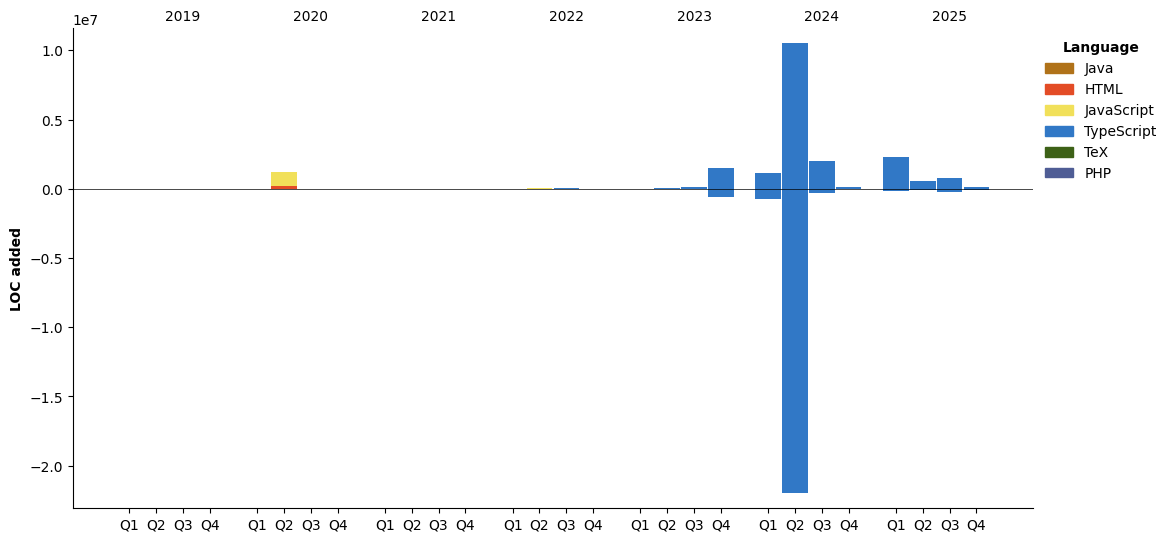 1e7
2019 2020 2021 2022 2023 2024 2025
1.0
0.5
0.0
−0.5
−1.0
−1.5
−2.0
LOC added
Q1 Q2 Q3 Q4 Q1 Q2 Q3 Q4 Q1 Q2 Q3 Q4 Q1 Q2 Q3 Q4 Q1 Q2 Q3 Q4 Q1 Q2 Q3 Q4 Q1 Q2 Q3 Q4
Language
Java
HTML
JavaScript
TypeScript
TeX
PHP